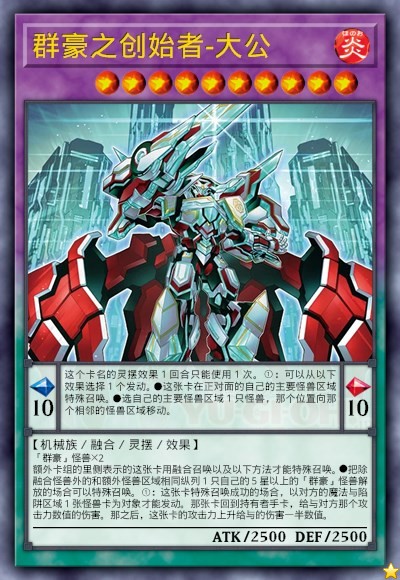 群豪之创始者-大公
ほのお
炎
这个卡名的灵摆效果1回合只能使用1次。①：可以从以下
效果选择1个发动。●这张卡在正对面的自己的主要怪兽区域
特殊召唤。●选自己的主要怪兽区域1只怪兽，那个位置向那
个相邻的怪兽区域移动。
10
10
【机械族／融合／灵摆／效果】
「群豪」怪兽×2
额外卡组的里侧表示的这张卡用融合召唤以及以下方法才能特殊召唤。●把除
融合怪兽外的和额外怪兽区域相同纵列1只自己的5星以上的「群豪」怪兽解
放的场合可以特殊召唤。①：这张卡特殊召唤成功的场合，以对方的魔法与陷
阱区域1张怪兽卡为对象才能发动。那张卡回到持有者手卡，给与对方那个攻
击力数值的伤害。那之后，这张卡的攻击力上升给与的伤害一半数值。
ATK/2500 DEF/2500